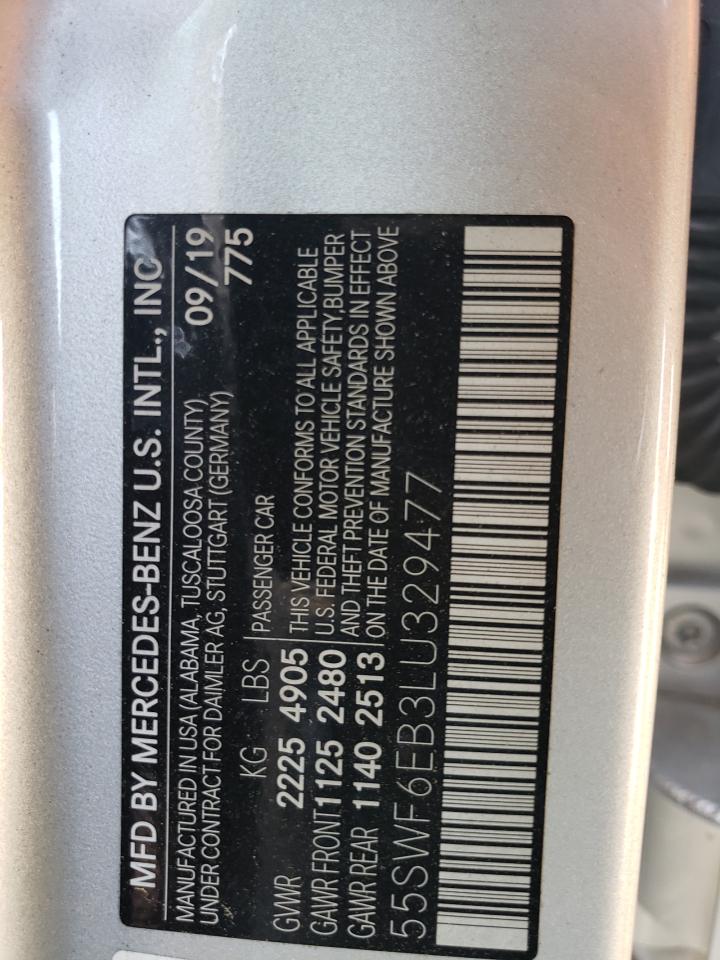 MFD BY MERCEDES-BENZ U.S. INTL., INC
MANUFACTURED IN USA (ALABAMA, TUSCALOOSA COUNTY) 09/19
UNDER CONTRACT FOR DAIMLER AG, STUTTGART (GERMANY) 775
KG LBS PASSENGER CAR
GVWR 2225 4905 THIS VEHICLE CONFORMS TO ALL APPLICABLE
GAWR FRONT 1125 2480 U.S. FEDERAL MOTOR VEHICLE SAFETY, BUMPER
GAWR REAR 1140 2513 AND THEFT PREVENTION STANDARDS IN EFFECT
ON THE DATE OF MANUFACTURE SHOWN ABOVE
55SWF6EB3LU329477